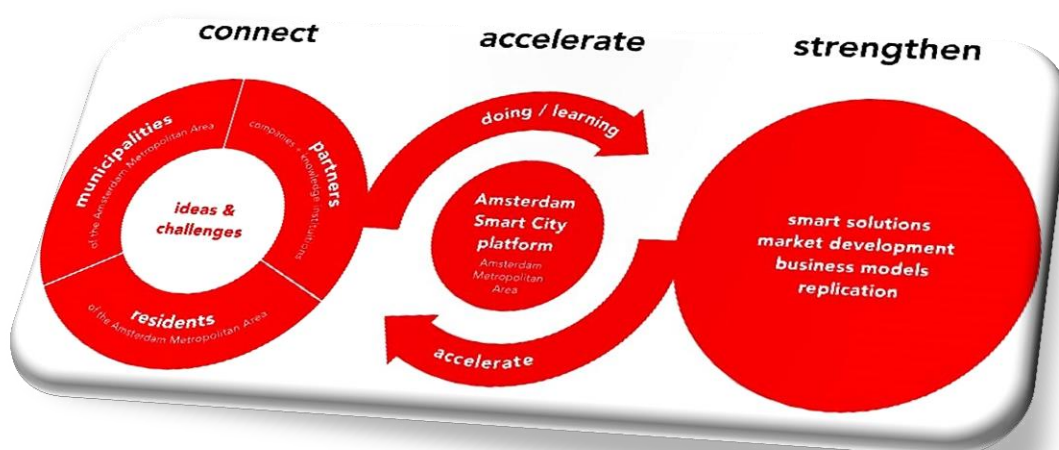 connect
accelerate
strengthen
municipalities
of the Amsterdam Metropolitan Area
partners
companies + knowledge institutions
residents
of the Amsterdam Metropolitan Area
ideas &
challenges
doing / learning
Amsterdam
Smart City
platform
Amsterdam
Metropolitan
Area
accelerate
smart solutions
market development
business models
replication